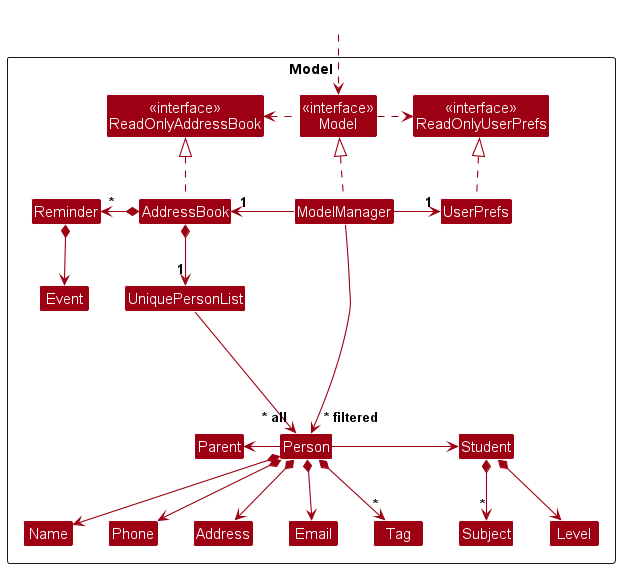 Model
«interface»
ReadOnlyAddressBook
«interface»
Model
«interface»
ReadOnlyUserPrefs
Reminder
*
AddressBook
1
ModelManager
1
UserPrefs
1
Event
UniquePersonList
* all
* filtered
Parent
Person
Student
*
*
Name
Phone
Address
Email
Tag
Subject
Level